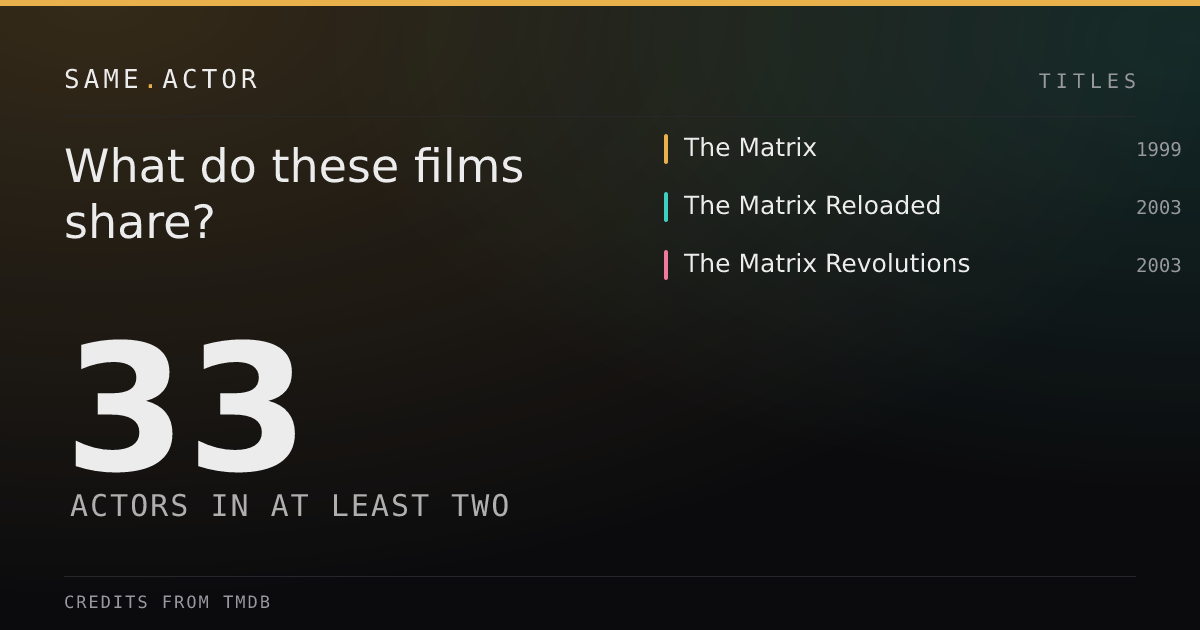 SAME.ACTOR
TITLES
What do these films
share?
The Matrix 1999
The Matrix Reloaded 2003
The Matrix Revolutions 2003
33
ACTORS IN AT LEAST TWO
CREDITS FROM TMDB